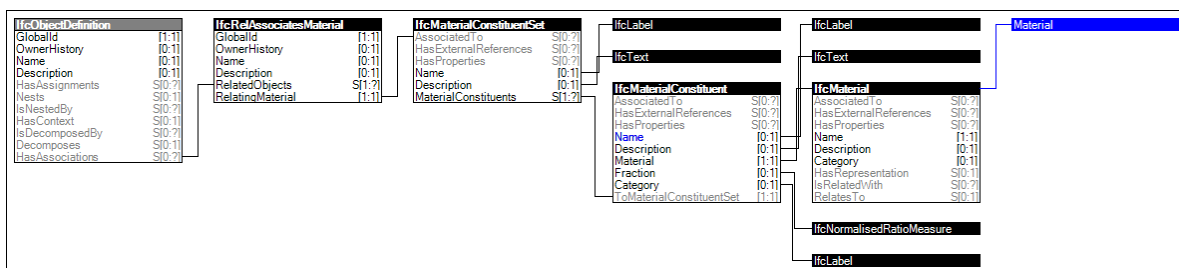 IfcObjectDefinition
GlobalId [1:1]
OwnerHistory [0:1]
Name [0:1]
Description [0:1]
HasAssignments S[0:?]
Nests S[0:1]
IsNestedBy S[0:?]
HasContext S[0:1]
IsDecomposedBy S[0:?]
Decomposes S[0:1]
HasAssociations S[0:?]
IfcRelAssociatesMaterial
GlobalId [1:1]
OwnerHistory [0:1]
Name [0:1]
Description [0:1]
RelatedObjects S[1:?]
RelatingMaterial [1:1]
IfcMaterialConstituentSet
AssociatedTo S[0:?]
HasExternalReferences S[0:?]
HasProperties S[0:?]
Name [0:1]
Description [0:1]
MaterialConstituents S[1:?]
IfcLabel
IfcText
IfcMaterialConstituent
AssociatedTo S[0:?]
HasExternalReferences S[0:?]
HasProperties S[0:?]
Name [0:1]
Description [0:1]
Material [1:1]
Fraction [0:1]
Category [0:1]
ToMaterialConstituentSet [1:1]
IfcLabel
IfcText
IfcMaterial
AssociatedTo S[0:?]
HasExternalReferences S[0:?]
HasProperties S[0:?]
Name [1:1]
Description [0:1]
Category [0:1]
HasRepresentation S[0:1]
IsRelatedWith S[0:?]
RelatesTo S[0:1]
IfcNormalisedRatioMeasure
IfcLabel
Material